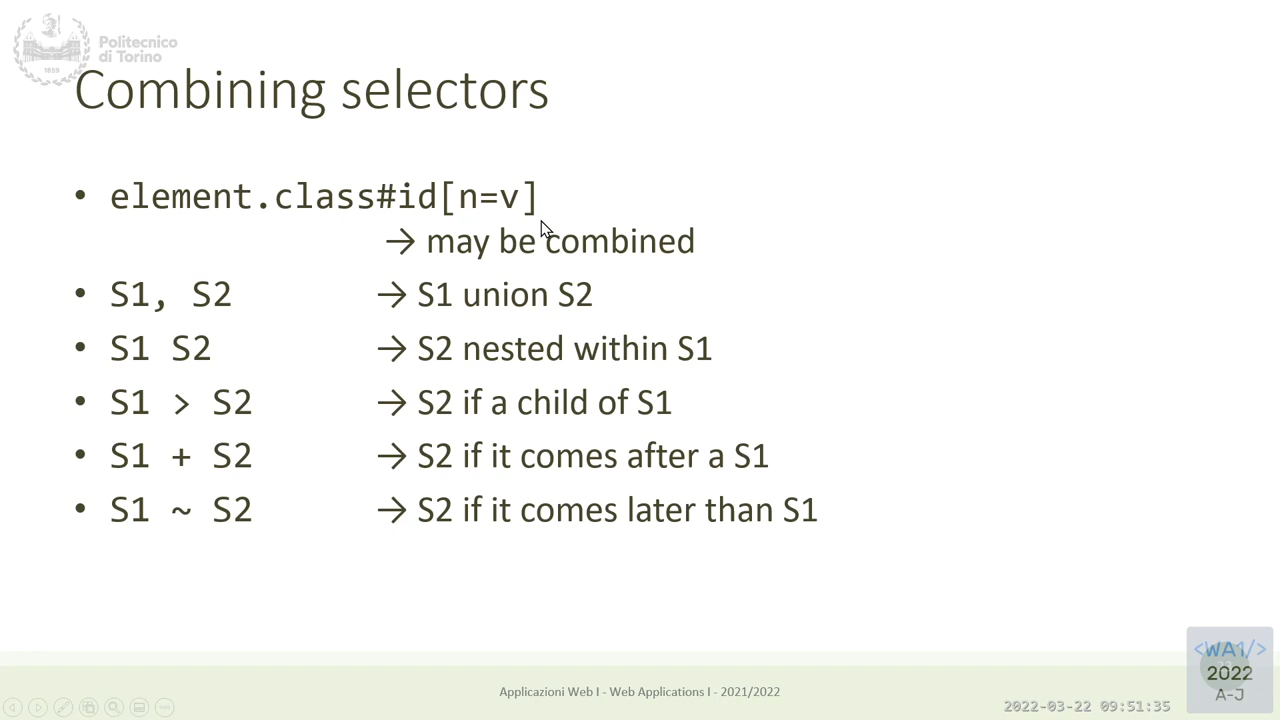 Politecnico
di Torino
1859
Combining selectors
• element.class#id[n=v]
→ may be combined
• S1, S2 → S1 union S2
• S1 S2 → S2 nested within S1
• S1 > S2 → S2 if a child of S1
• S1 + S2 → S2 if it comes after a S1
• S1 ~ S2 → S2 if it comes later than S1
Applicazioni Web I - Web Applications I - 2021/2022
2022-03-22 09:51:35
<WA1/>
2022
A-J